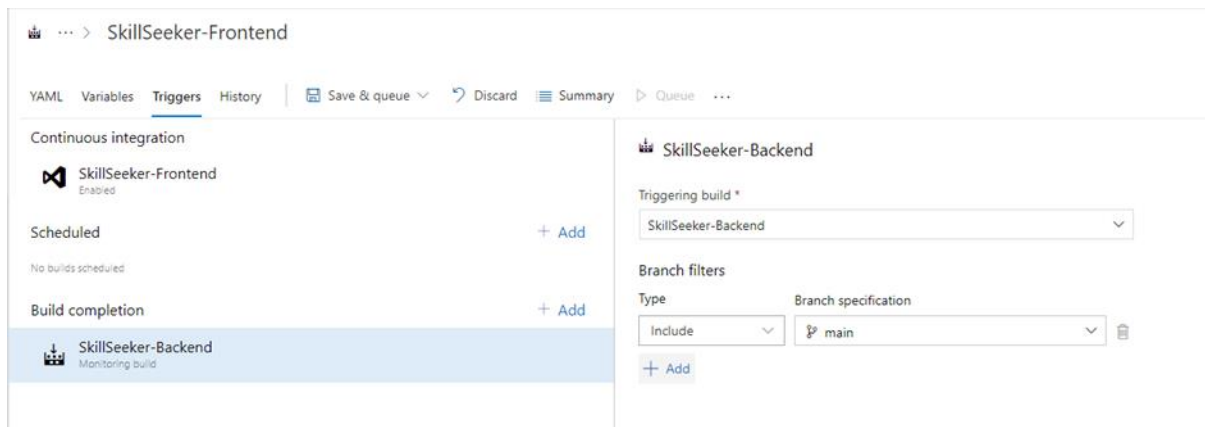 ... > SkillSeeker-Frontend
YAML Variables Triggers History Save & queue Discard Summary Queue ...
Continuous integration
SkillSeeker-Frontend
Enabled
Scheduled + Add
No builds scheduled
Build completion + Add
SkillSeeker-Backend
Monitoring build
SkillSeeker-Backend
Triggering build *
SkillSeeker-Backend
Branch filters
Type Branch specification
Include main
+ Add